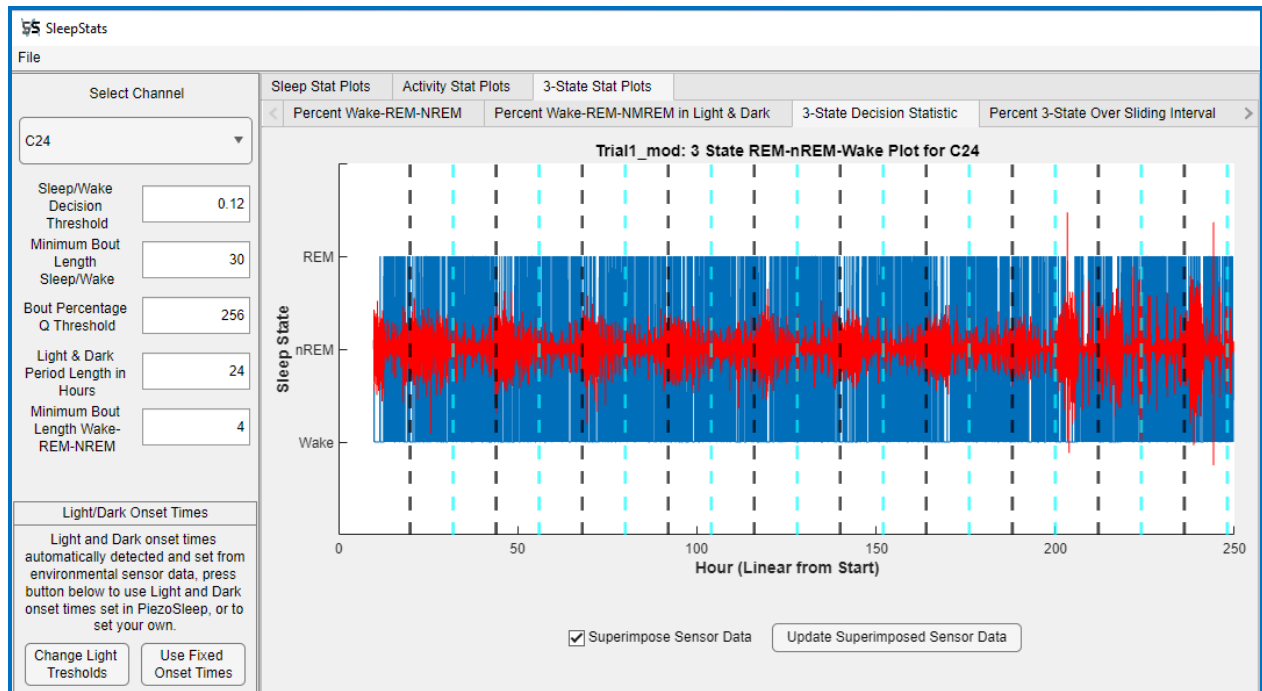 SleepStats
File
Select Channel
C24
Sleep/Wake
Decision
Threshold
0.12
Minimum Bout
Length
Sleep/Wake
30
Bout Percentage
Q Threshold
256
Light & Dark
Period Length in
Hours
24
Minimum Bout
Length Wake-
REM-NREM
4
Light/Dark Onset Times
Light and Dark onset times
automatically detected and set from
environmental sensor data, press
button below to use Light and Dark
onset times set in PiezoSleep, or to
set your own.
Change Light
Tresholds
Use Fixed
Onset Times
Sleep Stat Plots
Activity Stat Plots
3-State Stat Plots
Percent Wake-REM-NREM
Percent Wake-REM-NMREM in Light & Dark
3-State Decision Statistic
Percent 3-State Over Sliding Interval
Trial1_mod: 3 State REM-nREM-Wake Plot for C24
Sleep State
REM
nREM
Wake
0
50
100
150
200
250
Hour (Linear from Start)
Superimpose Sensor Data
Update Superimposed Sensor Data